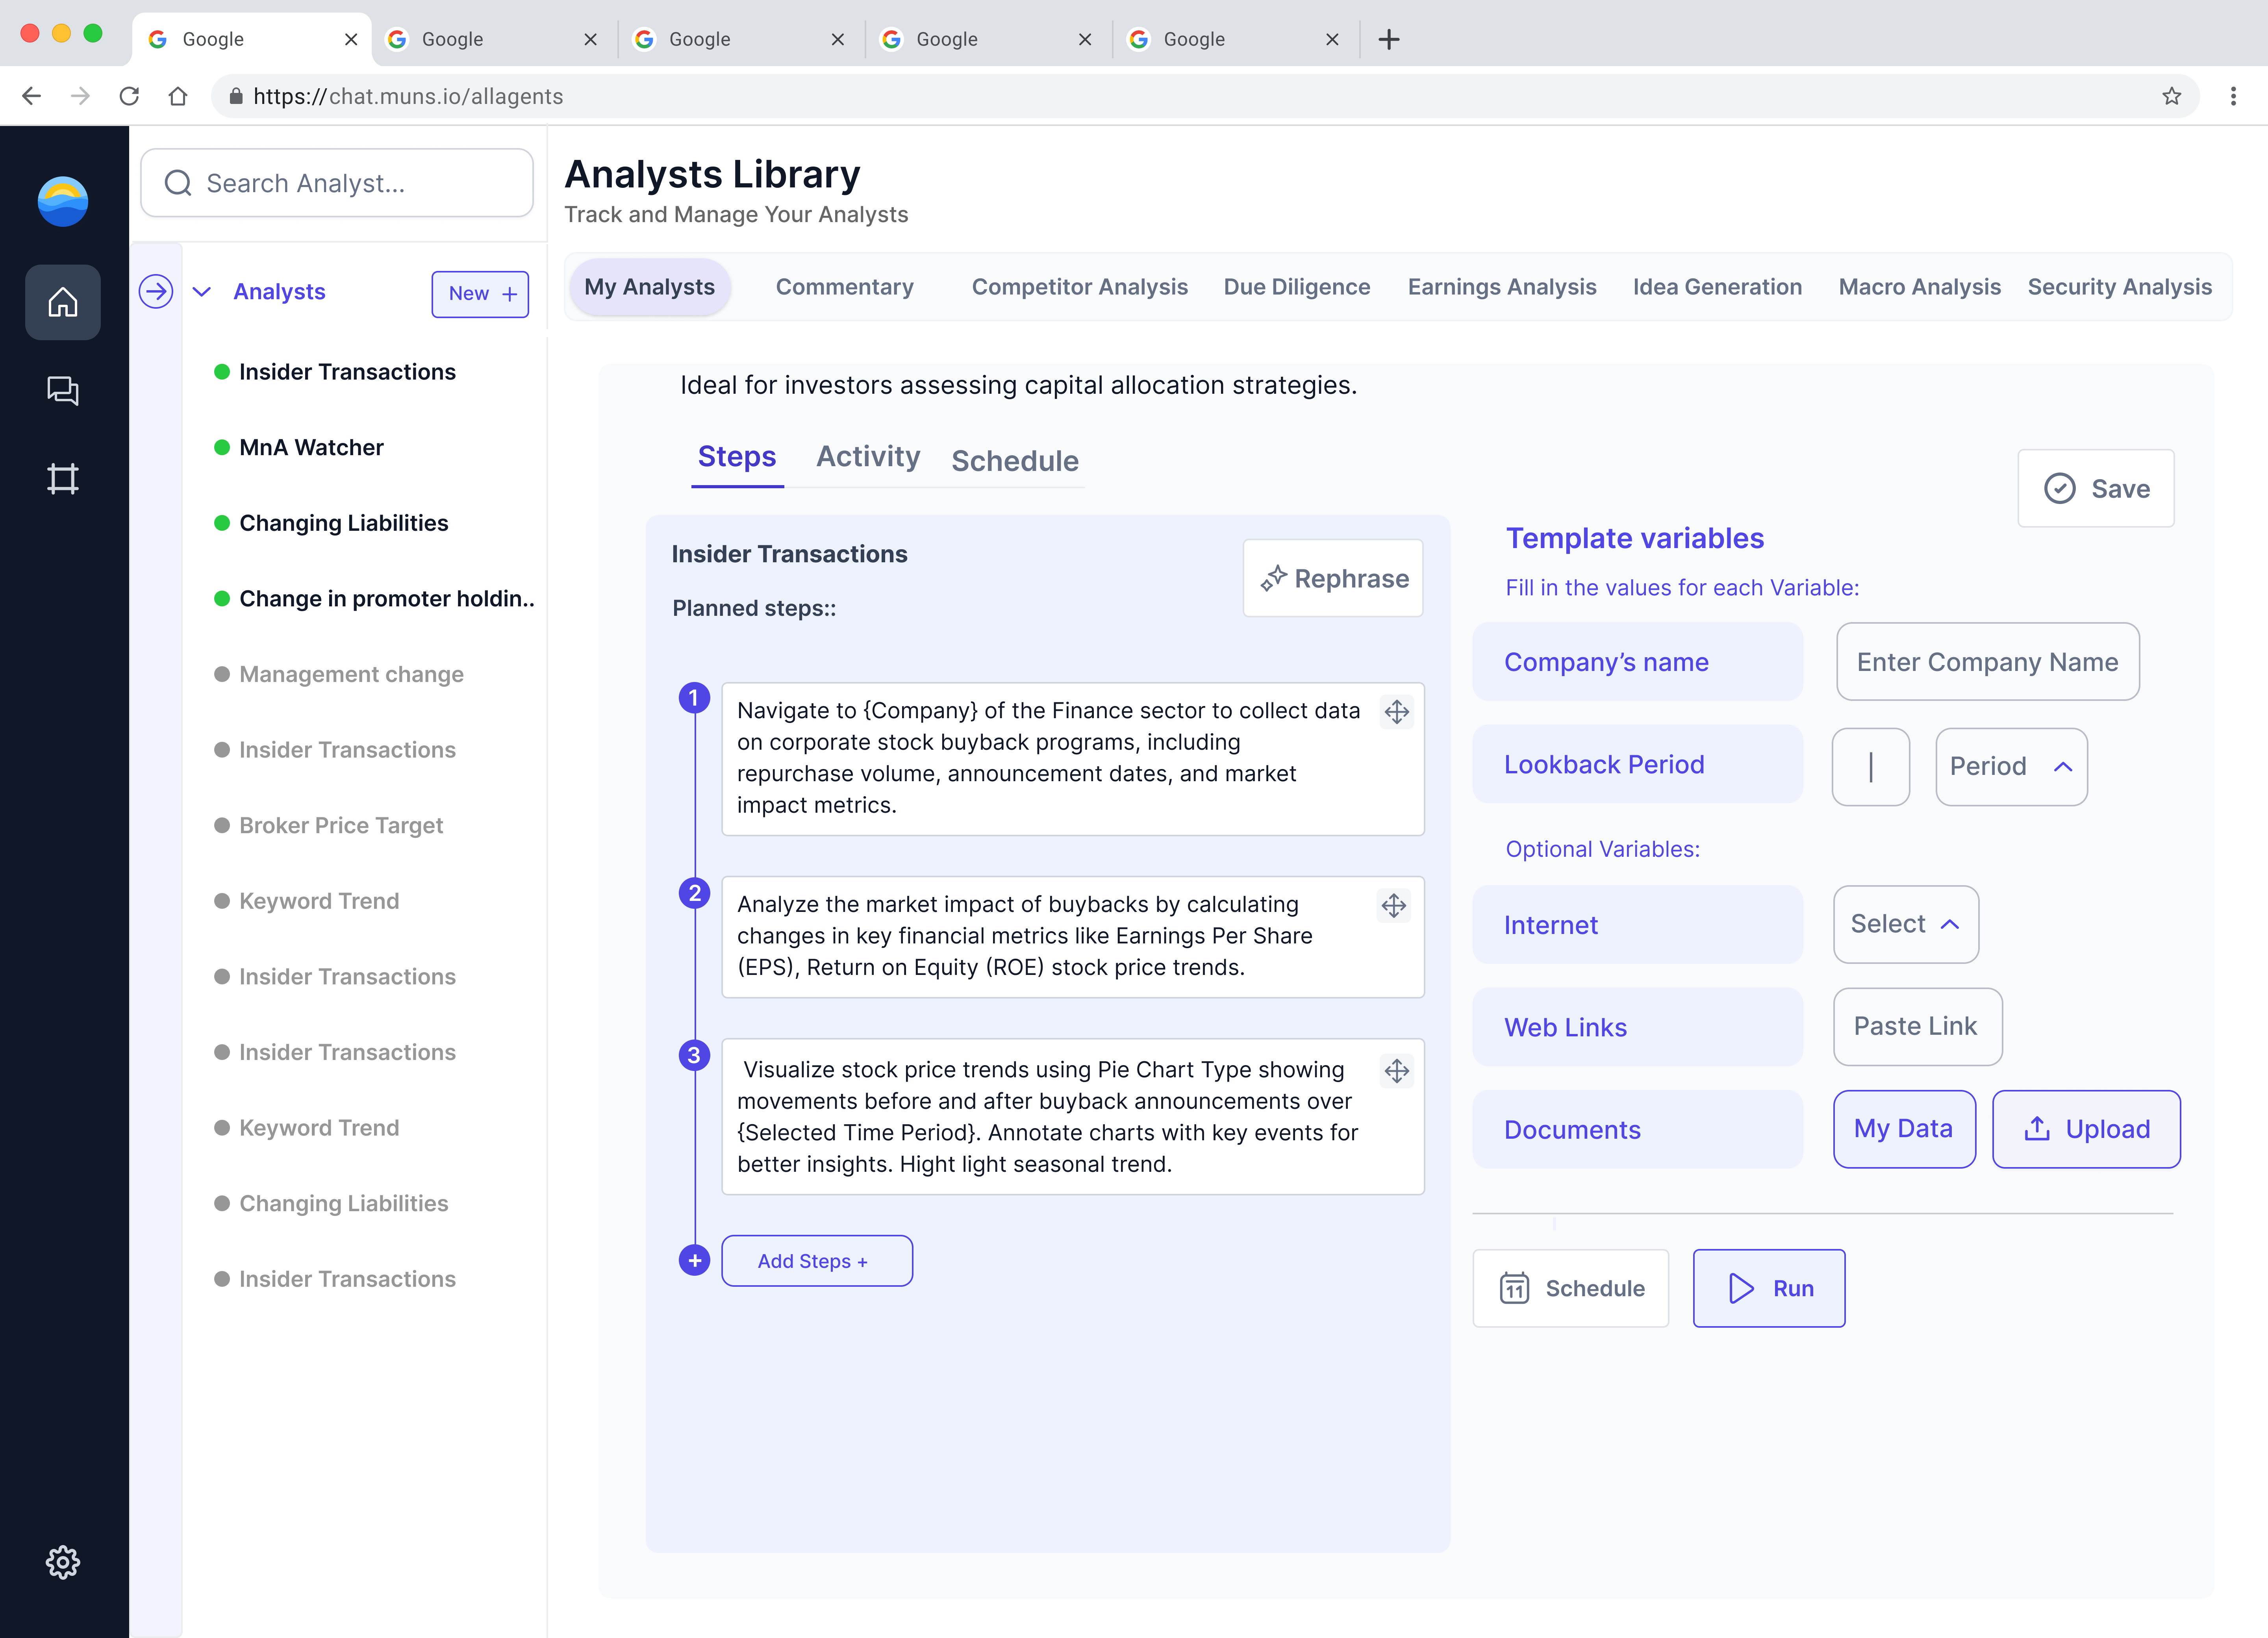 Google
Google
Google
Google
Google
https://chat.muns.io/allagents
Search Analyst...
Analysts
New +
Insider Transactions
MnA Watcher
Changing Liabilities
Change in promoter holdin..
Management change
Insider Transactions
Broker Price Target
Keyword Trend
Insider Transactions
Insider Transactions
Keyword Trend
Changing Liabilities
Insider Transactions
Analysts Library
Track and Manage Your Analysts
My Analysts
Commentary
Competitor Analysis
Due Diligence
Earnings Analysis
Idea Generation
Macro Analysis
Security Analysis
Ideal for investors assessing capital allocation strategies.
Steps
Activity
Schedule
Save
Insider Transactions
Rephrase
Planned steps::
1
Navigate to {Company} of the Finance sector to collect data
on corporate stock buyback programs, including
repurchase volume, announcement dates, and market
impact metrics.
2
Analyze the market impact of buybacks by calculating
changes in key financial metrics like Earnings Per Share
(EPS), Return on Equity (ROE) stock price trends.
3
Visualize stock price trends using Pie Chart Type showing
movements before and after buyback announcements over
{Selected Time Period}. Annotate charts with key events for
better insights. Hight light seasonal trend.
+
Add Steps +
Template variables
Fill in the values for each Variable:
Company’s name
Enter Company Name
Lookback Period
|
Period
Optional Variables:
Internet
Select
Web Links
Paste Link
Documents
My Data
Upload
11
Schedule
Run